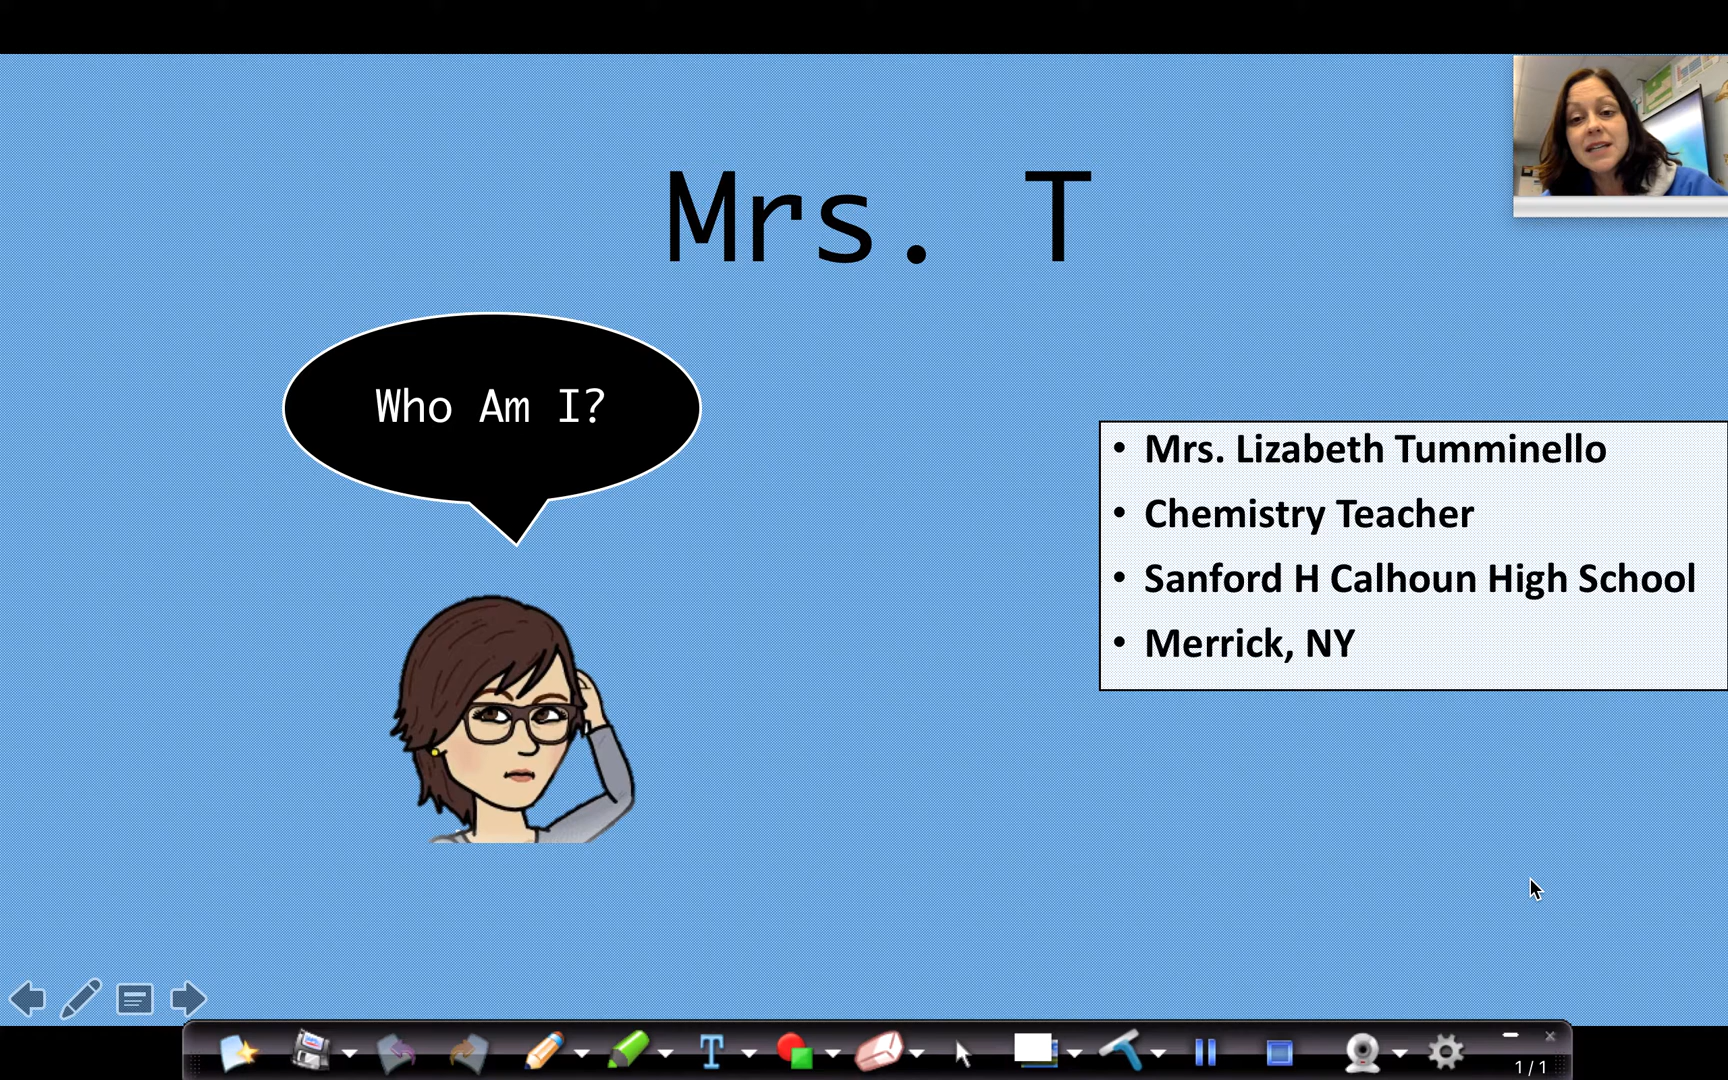 Mrs. T
Who Am I?
• Mrs. Lizabeth Tumminello
• Chemistry Teacher
• Sanford H Calhoun High School
• Merrick, NY
T
1/1